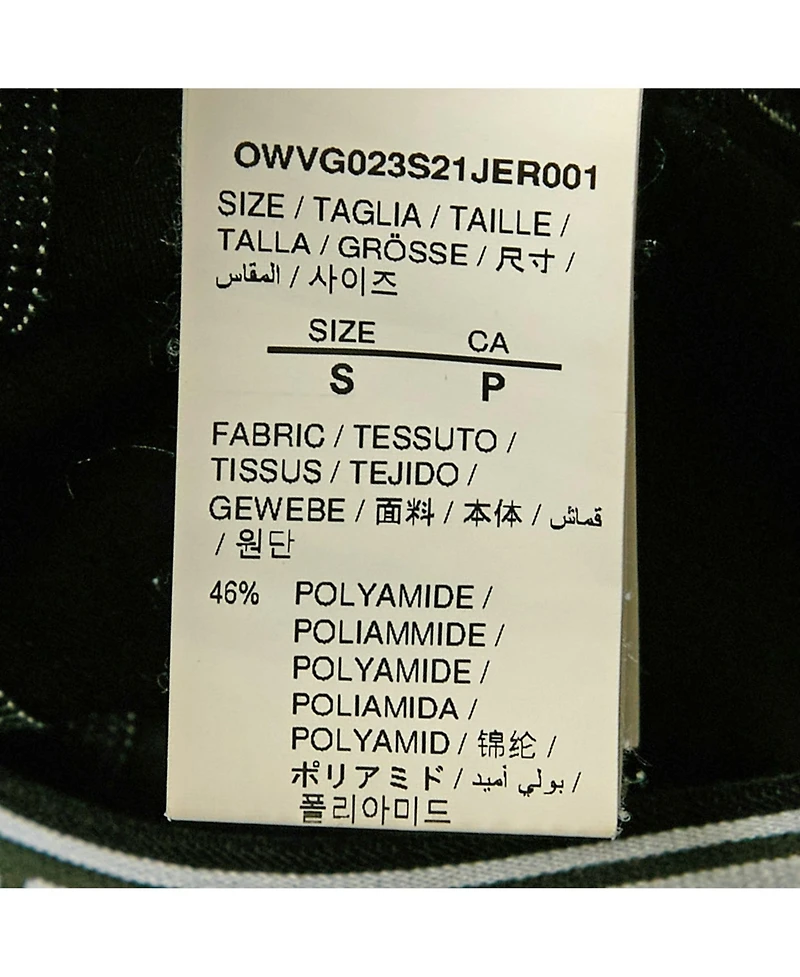 OWVG023S21JER001
SIZE / TAGLIA / TAILLE /
TALLA / GRÖSSE / 尺寸 /
المقاس / 사이즈
SIZE CA
S P
FABRIC / TESSUTO /
TISSUS / TEJIDO /
GEWEBE / 面料 / 本体 / قماش
/ 원단
46% POLYAMIDE /
POLIAMMIDE /
POLYAMIDE /
POLIAMIDA /
POLYAMID / 锦纶 /
ポリアミド / بولي أميد /
폴리아미드